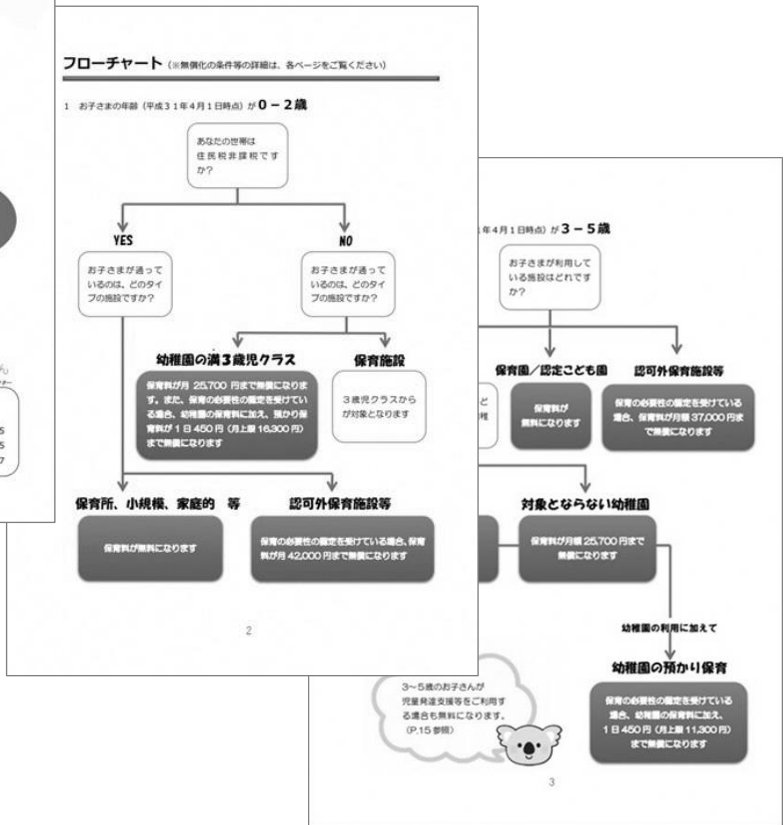 ん
5
5
7
フローチャート（※無償化の条件等の詳細は、各ページをご覧ください）
1　お子さまの年齢（平成３１年４月１日時点）が０－２歳
あなたの世帯は
住民税非課税です
か？
YES
NO
お子さまが通って
いるのは、どのタイ
プの施設ですか？
お子さまが通って
いるのは、どのタイ
プの施設ですか？
幼稚園の満３歳児クラス
保育料が月 25,700 円まで無償になりま
す。また、保育の必要性の認定を受けてい
る場合、幼稚園の保育料に加え、預かり保
育料が１日 450 円（月上限 16,300 円）
まで無償になります
保育施設
３歳児クラスから
が対象となります
保育所、小規模、家庭的　等
保育料が無料になります
認可外保育施設等
保育の必要性の認定を受けている場合、保育
料が月 42,000 円まで無償になります
2
年４月１日時点）が３－５歳
お子さまが利用して
いる施設はどれです
か？
ど
稚
保育園／認定こども園
保育料が
無料になります
認可外保育施設等
保育の必要性の認定を受けている
場合、保育料が月額 37,000 円ま
で無償になります
対象とならない幼稚園
保育料が月額 25,700 円まで
無償になります
幼稚園の利用に加えて
幼稚園の預かり保育
保育の必要性の認定を受けている
場合、幼稚園の保育料に加え、
１日 450 円（月上限 11,300 円）
まで無償になります
3～5歳のお子さんが
児童発達支援等をご利用す
る場合も無料になります。
（P.15 参照）
3